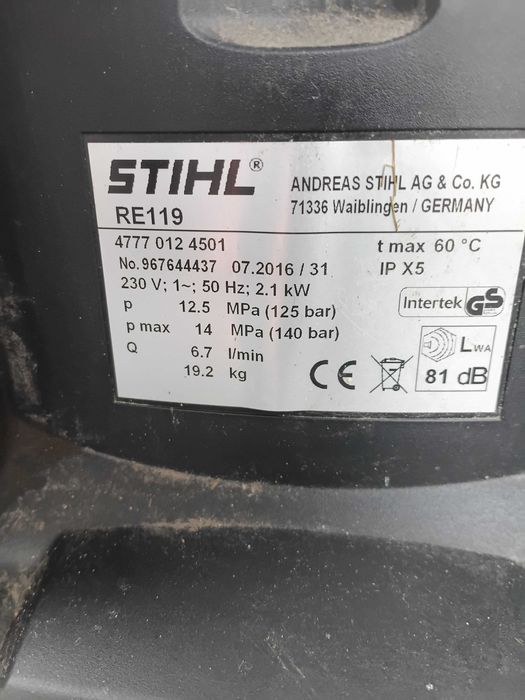 STIHL®
ANDREAS STIHL AG & Co. KG
71336 Waiblingen / GERMANY
RE119
4777 012 4501
t max 60 °C
No. 967644437 07.2016 / 31
IP X5
230 V; 1~; 50 Hz; 2.1 kW
p 12.5 MPa (125 bar)
p max 14 MPa (140 bar)
Q 6.7 l/min
19.2 kg
Intertek GS
CE
LWA
81 dB